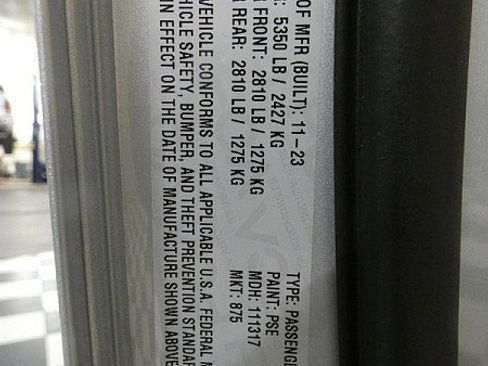 OF MFR (BUILT): 11-23
: 5350 LB / 2427 KG
FRONT: 2810 LB / 1275 KG
REAR: 2810 LB / 1275 KG
VEHICLE CONFORMS TO ALL APPLICABLE U.S.A. FEDERAL
HICLE SAFETY, BUMPER, AND THEFT PREVENTION STANDAR
IN EFFECT ON THE DATE OF MANUFACTURE SHOWN ABOVE
TYPE: PASSENGE
PAINT: PSE
MDH: 111317
MKT: 875